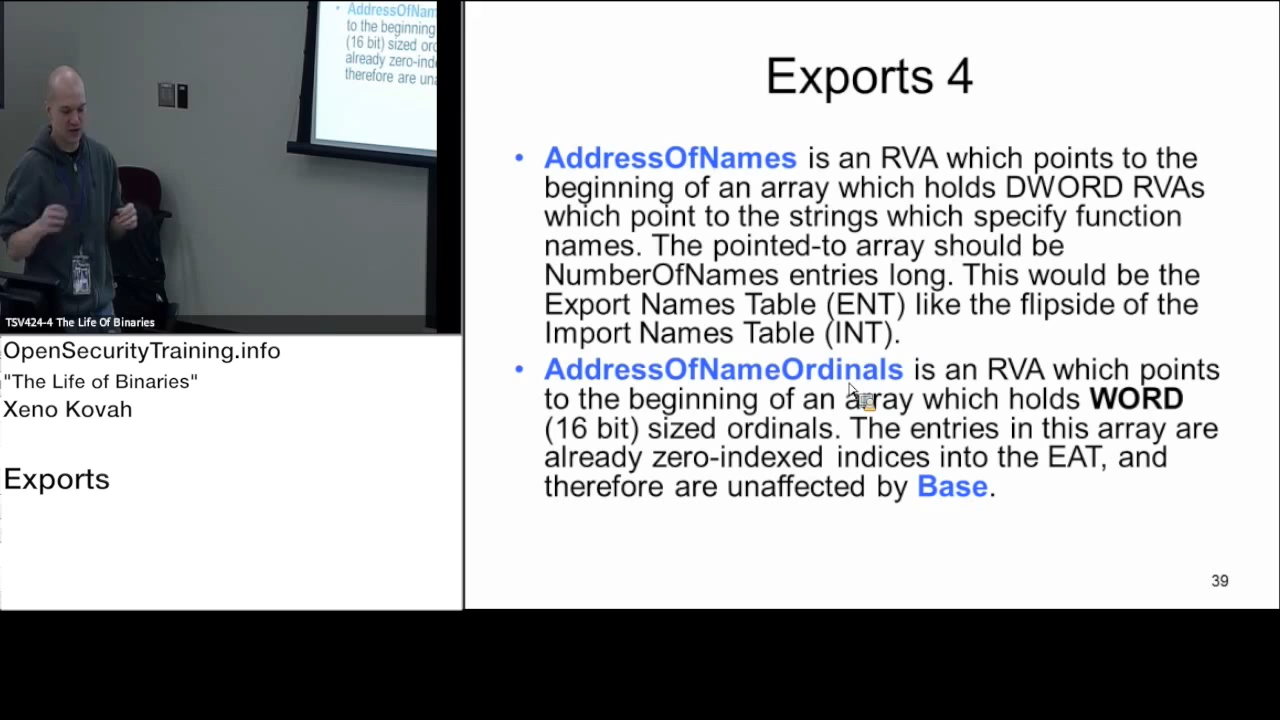 AddressOfNam
to the beginning
(16 bit) sized ord
already zero-inde
therefore are una
TSV424-4 The Life Of Binaries
OpenSecurityTraining.info
"The Life of Binaries"
Xeno Kovah
Exports
Exports 4
• AddressOfNames is an RVA which points to the
beginning of an array which holds DWORD RVAs
which point to the strings which specify function
names. The pointed-to array should be
NumberOfNames entries long. This would be the
Export Names Table (ENT) like the flipside of the
Import Names Table (INT).
• AddressOfNameOrdinals is an RVA which points
to the beginning of an array which holds WORD
(16 bit) sized ordinals. The entries in this array are
already zero-indexed indices into the EAT, and
therefore are unaffected by Base.
39